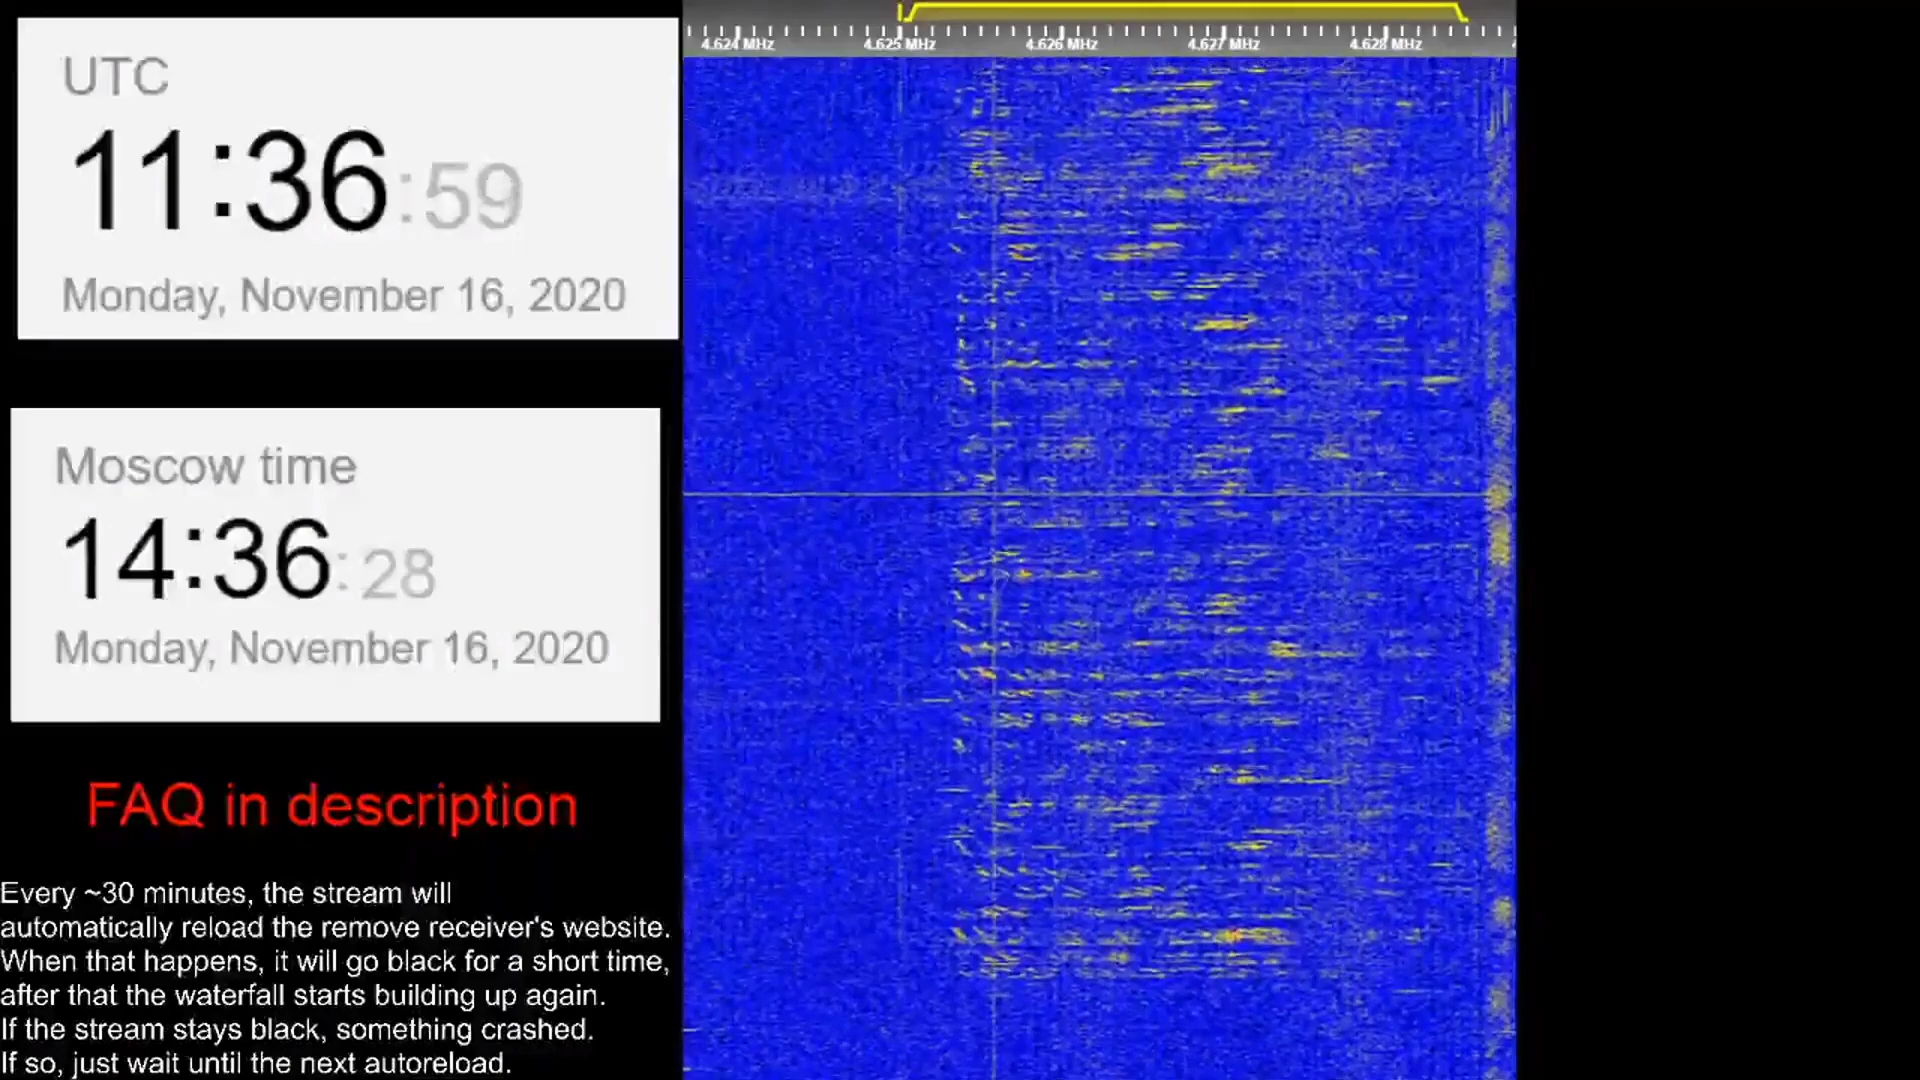 UTC
11:36:59
Monday, November 16, 2020
Moscow time
14:36:28
Monday, November 16, 2020
FAQ in description
Every ~30 minutes, the stream will
automatically reload the remove receiver's website.
When that happens, it will go black for a short time,
after that the waterfall starts building up again.
If the stream stays black, something crashed.
If so, just wait until the next autoreload.
4.624 MHz 4.625 MHz 4.626 MHz 4.627 MHz 4.628 MHz